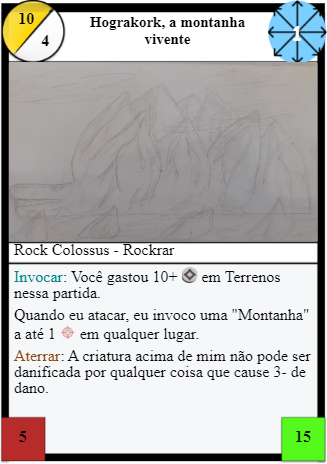 10
4
Hograkork, a montanha
vivente
1
Rock Colossus - Rockrar
Invocar: Você gastou 10+ em Terrenos
nessa partida.
Quando eu atacar, eu invoco uma "Montanha"
a até 1 em qualquer lugar.
Aterrar: A criatura acima de mim não pode ser
danificada por qualquer coisa que cause 3- de
dano.
5
15